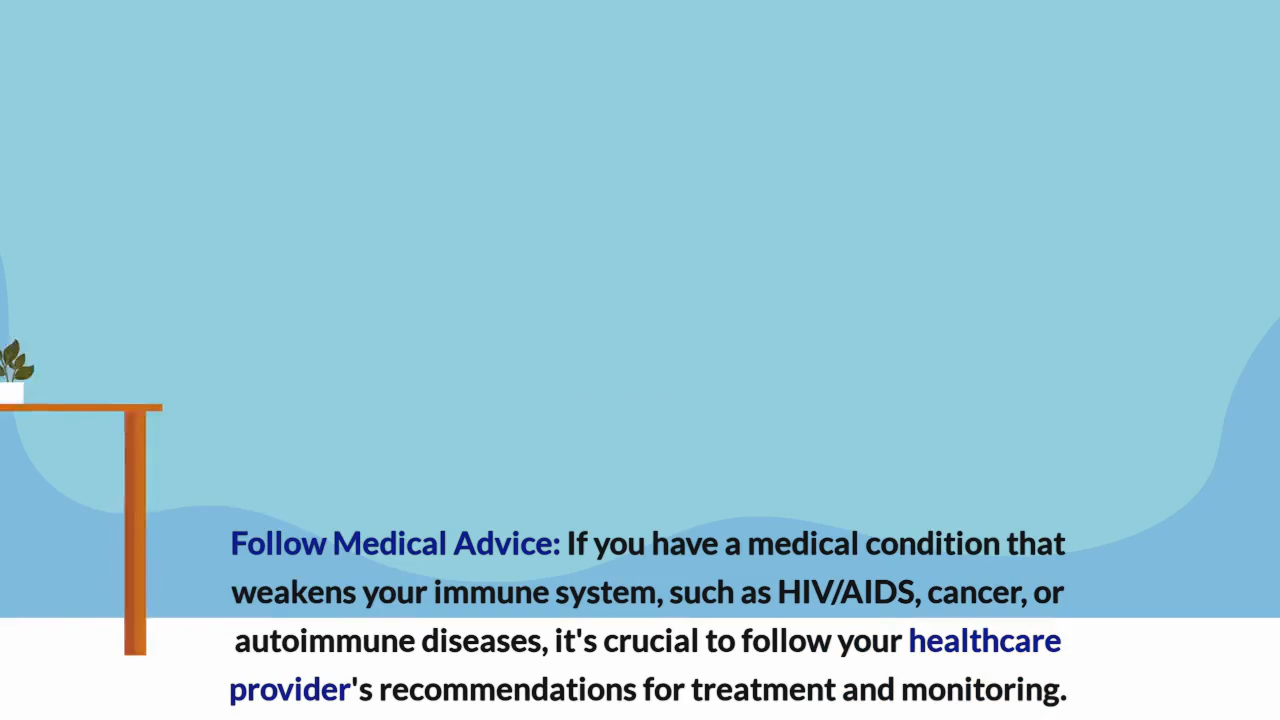 Follow Medical Advice: If you have a medical condition that
weakens your immune system, such as HIV/AIDS, cancer, or
autoimmune diseases, it's crucial to follow your healthcare
provider's recommendations for treatment and monitoring.